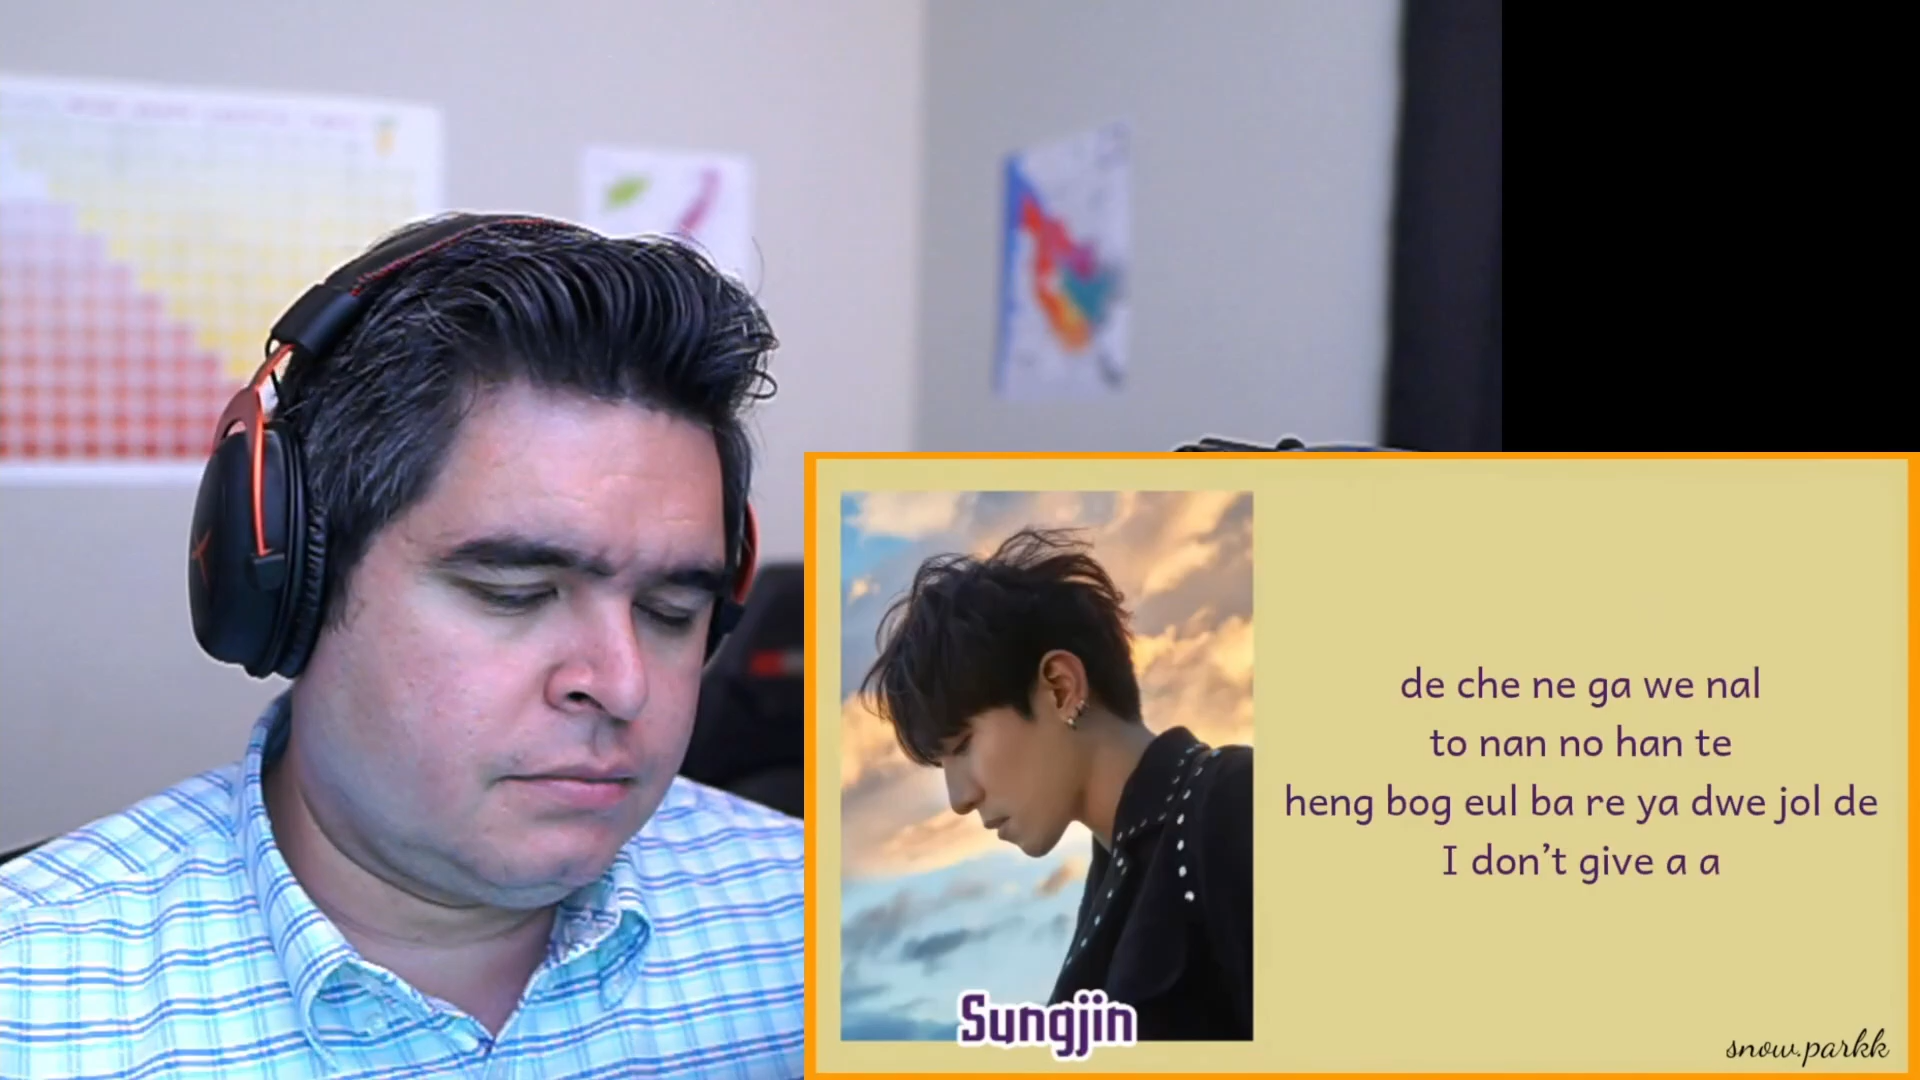 de che ne ga we nal
to nan no han te
heng bog eul ba re ya dwe jol de
I don't give a a
Sungjin
snow.parkk